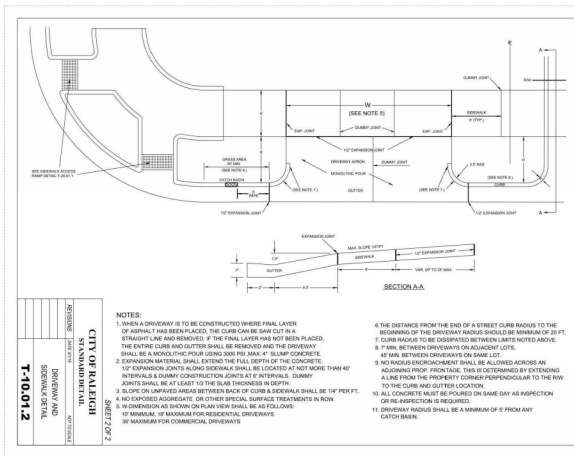 A
R/W
DUMMY JOINT
W
(SEE NOTE 5)
SIDEWALK
6' (TYP.)
EXP. JOINT
DUMMY JOINT
EXP. JOINT
1/2" EXPANSION JOINT
GRASS AREA
20' MIN.
(SEE NOTE 6)
DRIVEWAY APRON
DUMMY JOINT
3.5' RAD
SEE SIDEWALK ACCESS
RAMP DETAIL T-20.01.1
MONOLITHIC POUR
(SEE NOTE 8.)
CATCH BASIN
(SEE NOTE 7.)
GUTTER
(SEE NOTE 7.)
CURB
1/2" EXPANSION JOINT
1/2" EXPANSION JOINT
A
EXPANSION JOINT
MAX. SLOPE 1/4"/FT
1/2" EXPANSION JOINT
7.5"
SIDEWALK
7"
GUTTER
6'
VAR. UP TO 25' MAX
2'
SECTION A-A
NOTES:
1. WHEN A DRIVEWAY IS TO BE CONSTRUCTED WHERE FINAL LAYER
OF ASPHALT HAS BEEN PLACED, THE CURB CAN BE SAW CUT IN A
STRAIGHT LINE AND REMOVED. IF THE FINAL LAYER HAS NOT BEEN PLACED,
THE ENTIRE CURB AND GUTTER SHALL BE REMOVED AND THE DRIVEWAY
SHALL BE A MONOLITIC POUR USING 3000 PSI ,MAX. 4" SLUMP CONCRETE.
2. EXPANSION MATERIAL SHALL EXTEND THE FULL DEPTH OF THE CONCRETE.
1/2" EXPANSION JOINTS ALONG SIDEWALK SHALL BE LOCATED AT NOT MORE THAN 40'
INTERVALS & DUMMY CONSTRUCTION JOINTS AT 5' INTERVALS. DUMMY
JOINTS SHALL BE AT LEAST 1/3 THE SLAB THICKNESS IN DEPTH.
3. SLOPE ON UNPAVED AREAS BETWEEN BACK OF CURB & SIDEWALK SHALL BE 1/4" PER FT.
4. NO EXPOSED AGGREGATE OR OTHER SPECIAL SURFACE TREATMENTS IN ROW.
5. W-DIMENSION AS SHOWN ON PLAN VIEW SHALL BE AS FOLLOWS:
10' MINIMUM, 18' MAXIMUM FOR RESIDENTIAL DRIVEWAYS
36' MAXIMUM FOR COMMERCIAL DRIVEWAYS
6.THE DISTANCE FROM THE END OF A STREET CURB RADIUS TO THE
BEGINNING OF THE DRIVEWAY RADIUS SHOULD BE MINIMUM OF 20 FT.
7. CURB RADIUS TO BE DISSIPATED BETWEEN LIMITS NOTED ABOVE.
8. 7' MIN. BETWEEN DRIVEWAYS ON ADJACENT LOTS.
45' MIN. BETWEEN DRIVEWAYS ON SAME LOT.
9. NO RADIUS ENCROACHMENT SHALL BE ALLOWED ACROSS AN
ADJOINING PROP. FRONTAGE. THIS IS DETERMINED BY EXTENDING
A LINE FROM THE PROPERTY CORNER PERPENDICULAR TO THE R/W
TO THE CURB AND GUTTER LOCATION.
10. ALL CONCRETE MUST BE POURED ON SAME DAY AS INSPECTION
OR RE-INSPECTION IS REQUIRED.
11. DRIVEWAY RADIUS SHALL BE A MINIMUM OF 5' FROM ANY
CATCH BASIN.
SHEET 2 OF 2
CITY OF RALEIGH
STANDARD DETAIL
REVISIONS
NOT TO SCALE
DRIVEWAY AND
SIDEWALK DETAIL
T-10.01.2